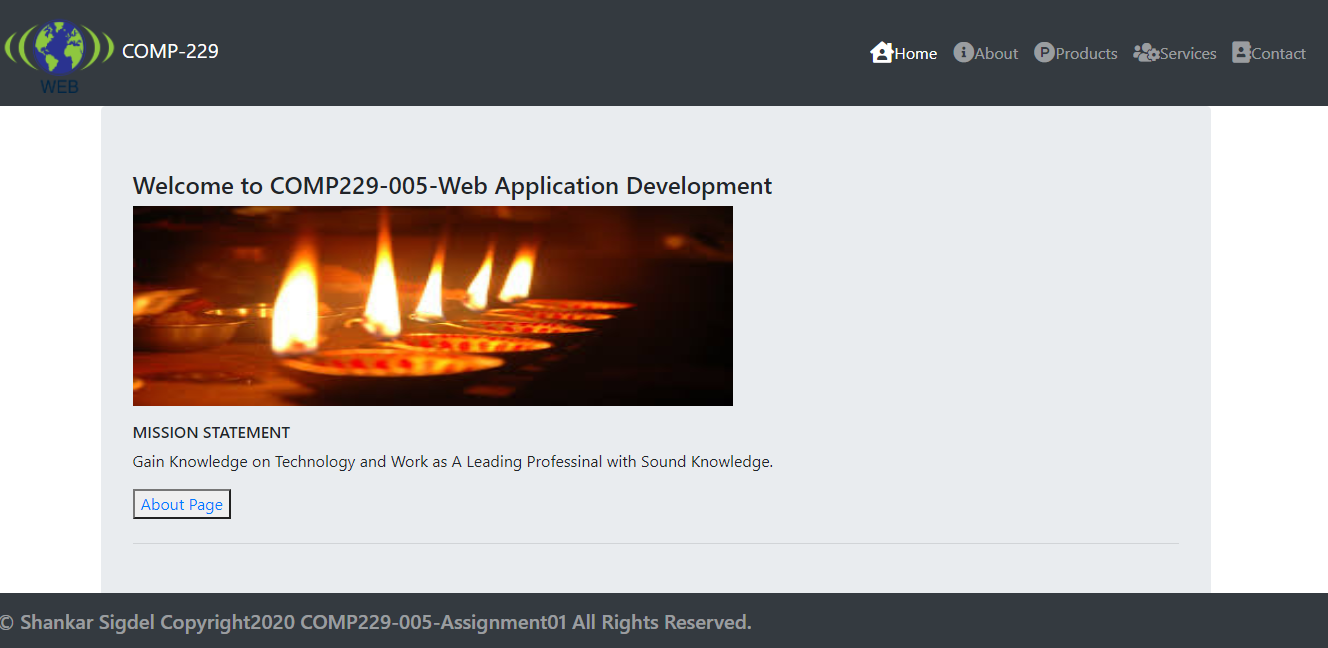 COMP-229
WEB
Home About Products Services Contact
Welcome to COMP229-005-Web Application Development
MISSION STATEMENT
Gain Knowledge on Technology and Work as A Leading Professinal with Sound Knowledge.
About Page
© Shankar Sigdel Copyright2020 COMP229-005-Assignment01 All Rights Reserved.